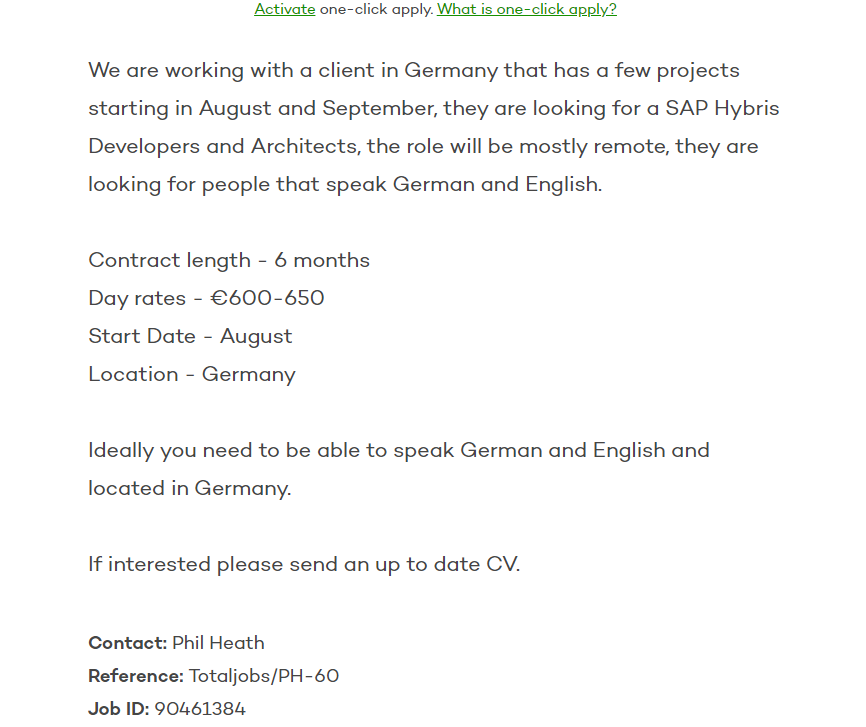 Activate one-click apply. What is one-click apply?
We are working with a client in Germany that has a few projects
starting in August and September, they are looking for a SAP Hybris
Developers and Architects, the role will be mostly remote, they are
looking for people that speak German and English.
Contract length - 6 months
Day rates - €600-650
Start Date - August
Location - Germany
Ideally you need to be able to speak German and English and
located in Germany.
If interested please send an up to date CV.
Contact: Phil Heath
Reference: Totaljobs/PH-60
Job ID: 90461384